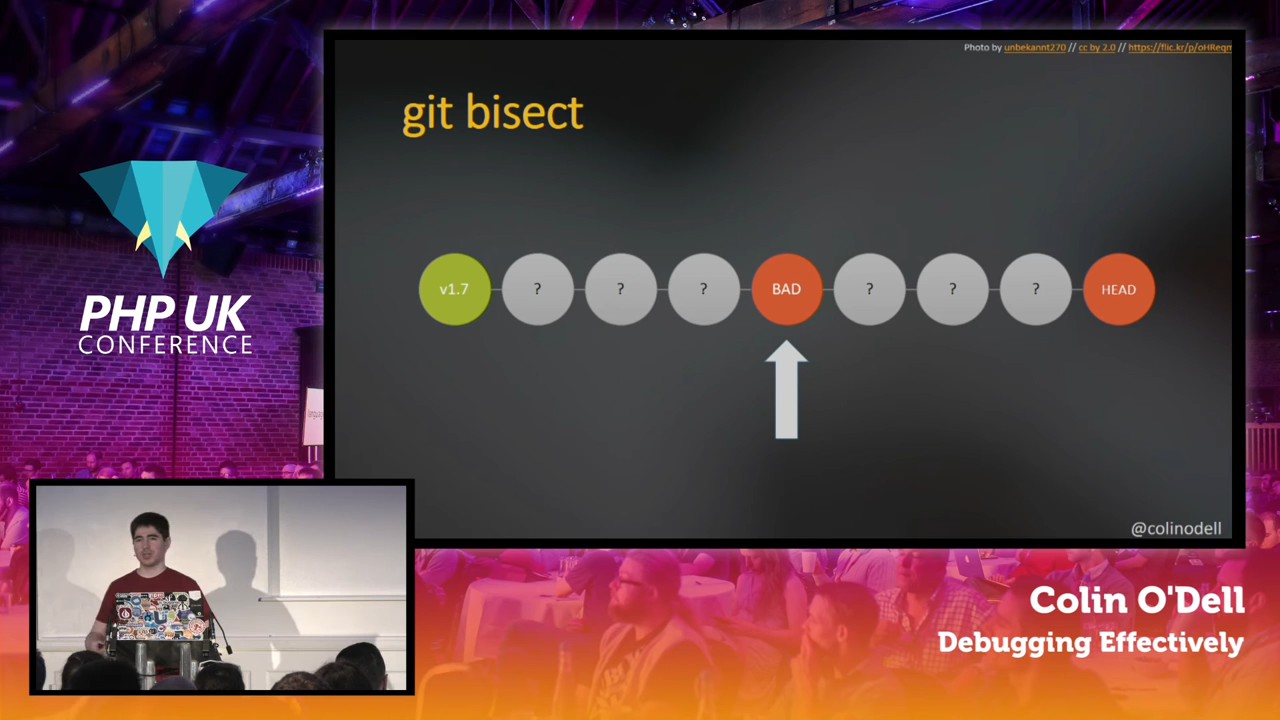 Photo by unbekannt270 // cc by 2.0 // https://flic.kr/p/oHReqm
git bisect
v1.7
?
?
?
BAD
?
?
?
HEAD
@colinodell
PHP UK
CONFERENCE
Colin O'Dell
Debugging Effectively